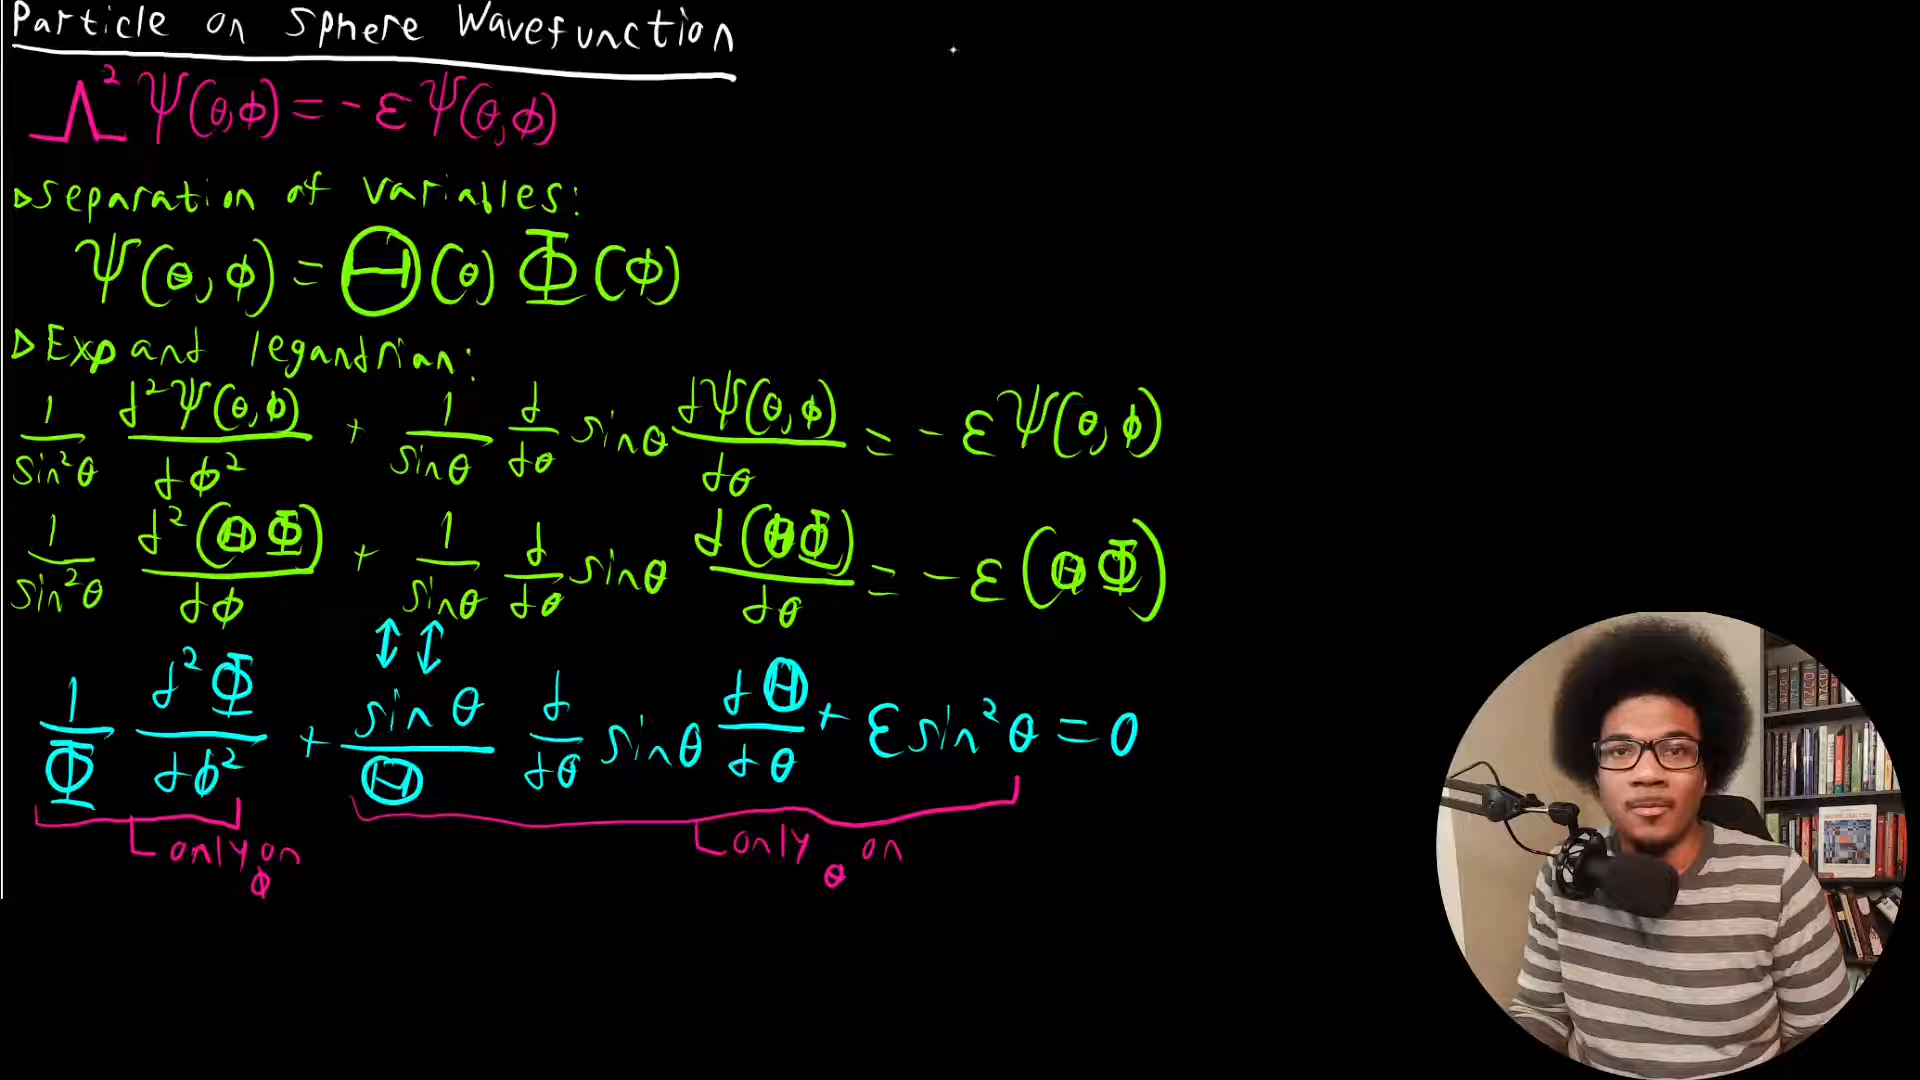 Particle on Sphere Wavefunction
Λ² Ψ(θ,φ) = - ε Ψ(θ,φ)
▷ Separation of variables:
Ψ(θ,φ) = Θ(θ) Φ(φ)
▷ Expand legandrian:
1/sin²θ d²Ψ(θ,φ)/dφ² + 1/sinθ d/dθ sinθ dΨ(θ,φ)/dθ = - ε Ψ(θ,φ)
1/sin²θ d²(ΘΦ)/dφ + 1/sinθ d/dθ sinθ d(ΘΦ)/dθ = - ε (ΘΦ)
1/Φ d²Φ/dφ² + sinθ/Θ d/dθ sinθ dΘ/dθ + ε sin²θ = 0
only on φ
only on θ